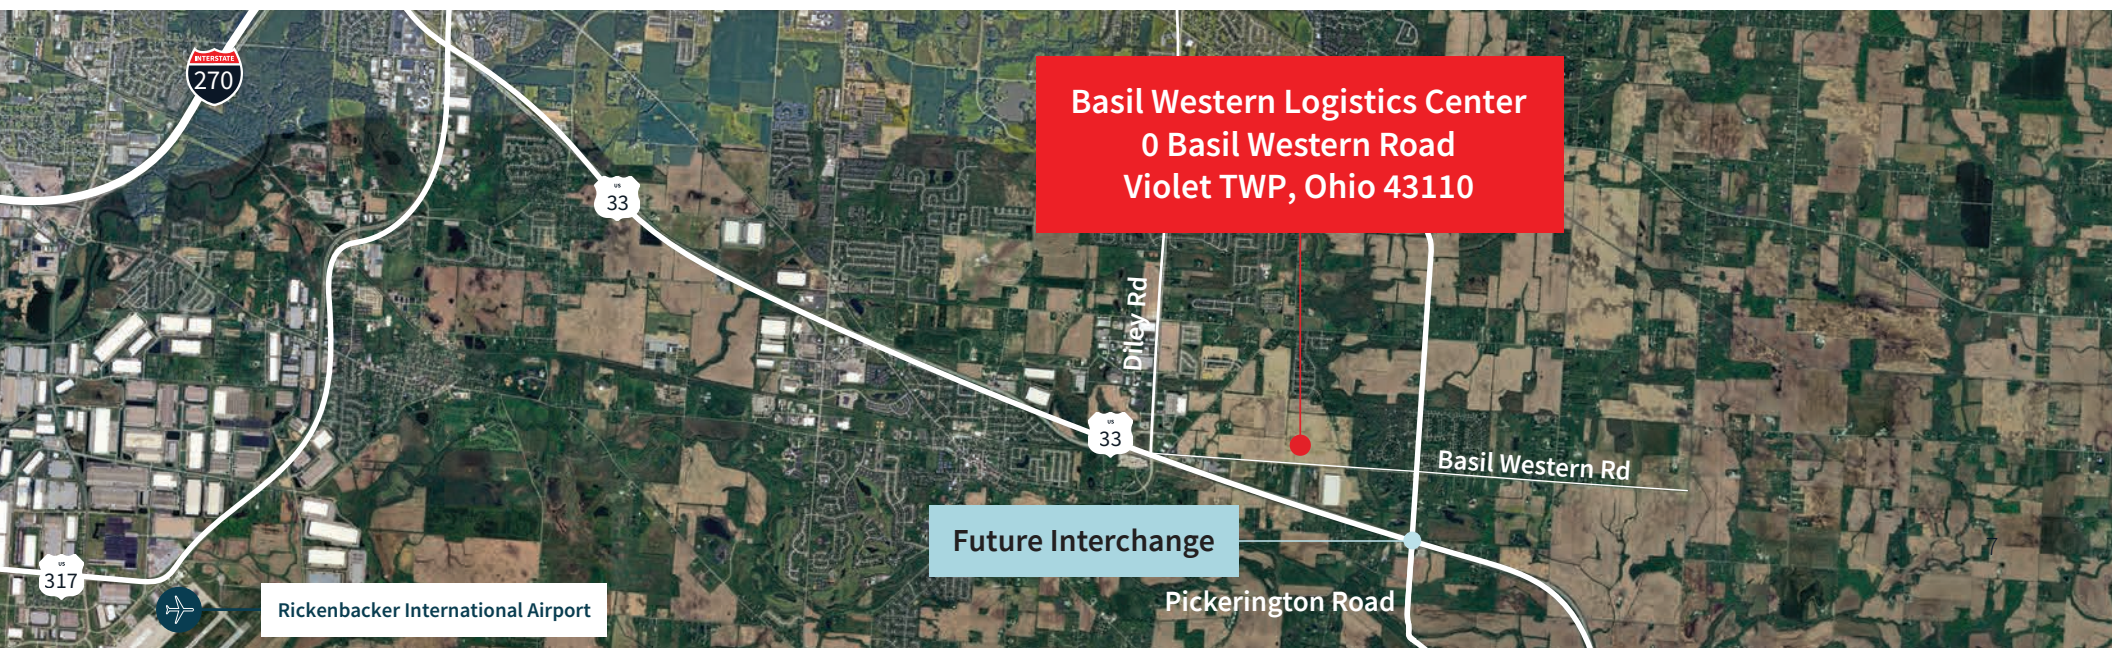 INTERSTATE
270
Basil Western Logistics Center
0 Basil Western Road
Violet TWP, Ohio 43110
US
33
Diley Rd
US
33
Basil Western Rd
Future Interchange
7
US
317
Rickenbacker International Airport
Pickerington Road